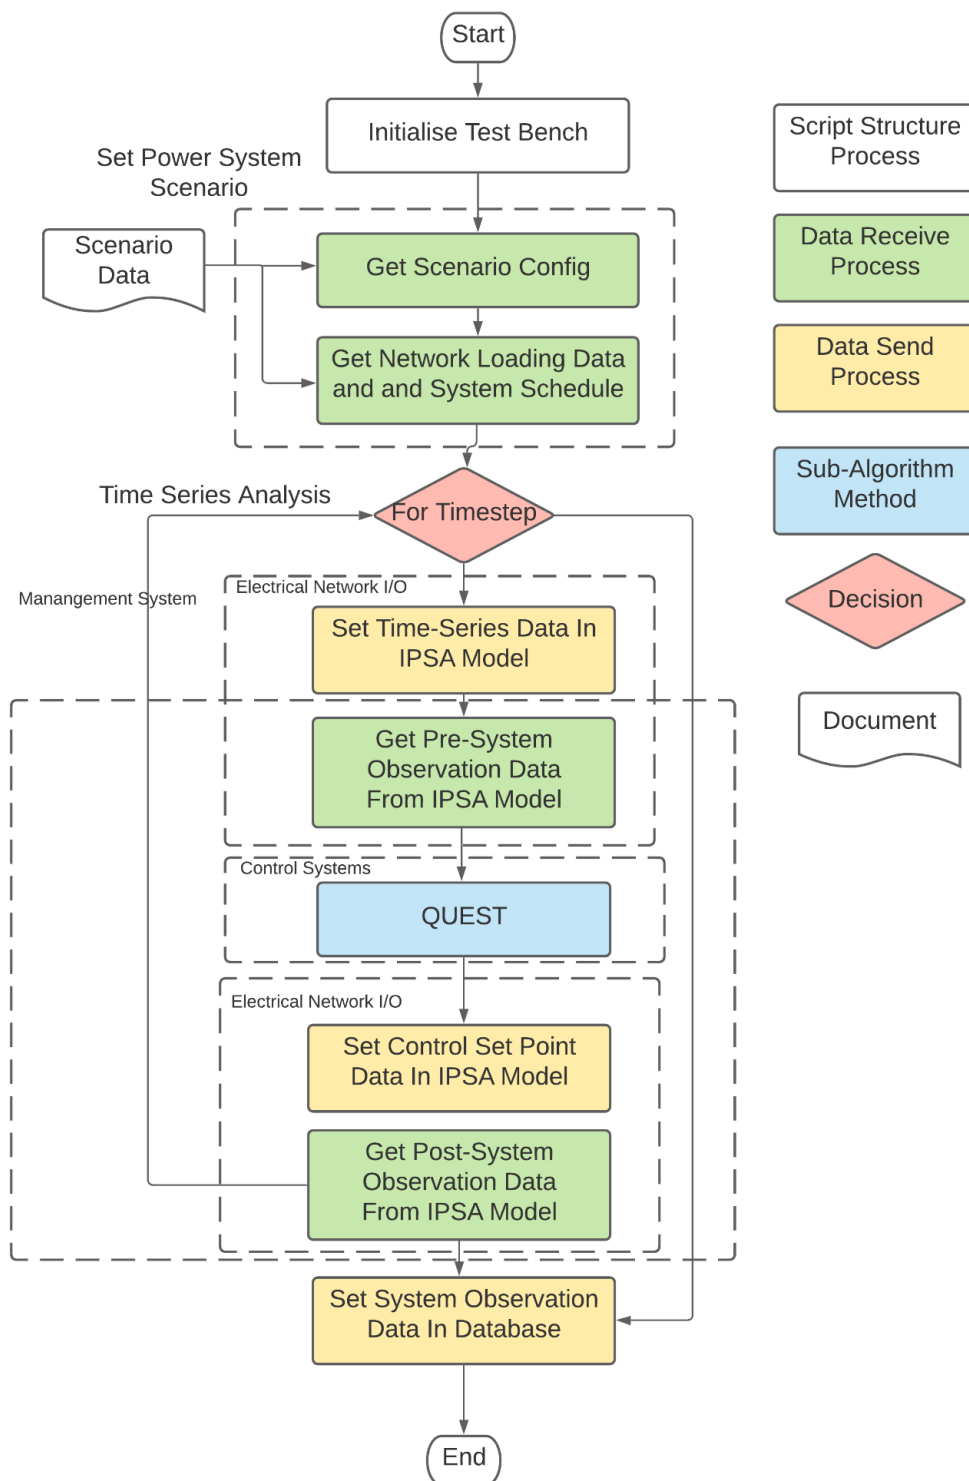 Start
Initialise Test Bench
Set Power System
Scenario
Scenario
Data
Get Scenario Config
Get Network Loading Data
and and System Schedule
Time Series Analysis
For Timestep
Manangement System
Electrical Network I/O
Set Time-Series Data In
IPSA Model
Get Pre-System
Observation Data
From IPSA Model
Control Systems
QUEST
Electrical Network I/O
Set Control Set Point
Data In IPSA Model
Get Post-System
Observation Data
From IPSA Model
Set System Observation
Data In Database
End
Script Structure
Process
Data Receive
Process
Data Send
Process
Sub-Algorithm
Method
Decision
Document